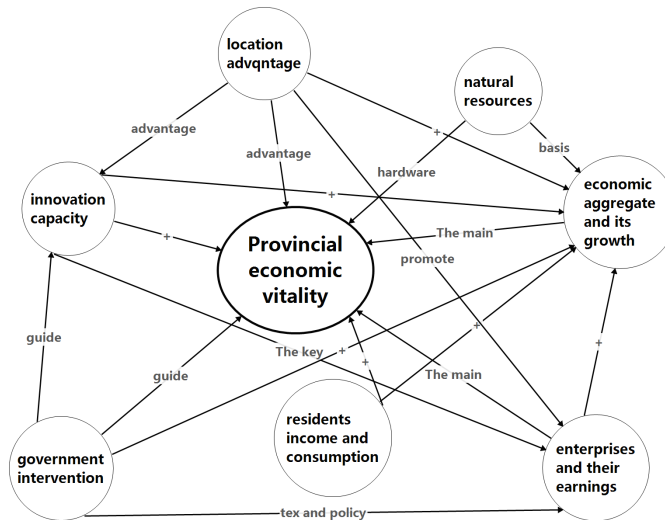 location
advqntage
natural
resources
advantage
+
advantage
basis
hardware
innovation
capacity
+
economic
aggregate
and its
growth
+
The main
Provincial
economic
vitality
promote
guide
The key
+
+
+
+
guide
The main
residents
income and
consumption
government
intervention
enterprises
and their
earnings
tex and policy